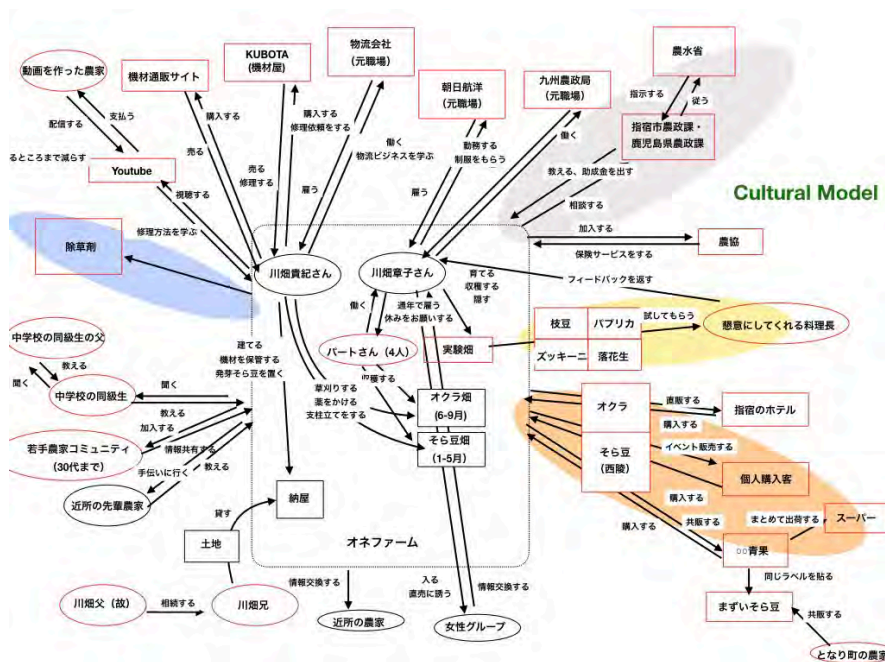 動画を作った農家
機材通販サイト
KUBOTA
(機材屋)
物流会社
(元職場)
朝日航洋
(元職場)
九州農政局
(元職場)
農水省
指示する
従う
指宿市農政課・
鹿児島県農政課
支払う
配信する
購入する
売る
購入する
修理依頼をする
売る
修理する
働く
物流ビジネスを学ぶ
雇う
勤務する
制服をもらう
雇う
働く
教える、助成金を出す
相談する
るところまで減らす
Youtube
視聴する
修理方法を学ぶ
Cultural Model
加入する
保険サービスをする
農協
除草剤
川畑貴紀さん
川畑章子さん
育てる
収穫する
隠す
フィードバックを返す
働く
通年で雇う
休みをお願いする
枝豆
パプリカ
ズッキーニ
落花生
試してもらう
懇意にしてくれる料理長
中学校の同級生の父
教える
聞く
中学校の同級生
聞く
教える
建てる
機材を保管する
発芽そら豆を置く
パートさん（4人）
実験畑
収穫する
草刈りする
薬をかける
支柱立てをする
オクラ畑
(6-9月)
そら豆畑
(1-5月)
オクラ
そら豆
(西陵)
直販する
購入する
指宿のホテル
イベント販売する
購入する
個人購入客
加入する
情報共有する
若手農家コミュニティ
(30代まで)
手伝いに行く
教える
近所の先輩農家
購入する
共販する
まとめて出荷する
スーパー
○○青果
納屋
貸す
土地
オネファーム
同じラベルを貼る
まずいそら豆
共販する
となり町の農家
川畑父（故）
相続する
川畑兄
情報交換する
近所の農家
入る
直売に誘う
情報交換する
女性グループ